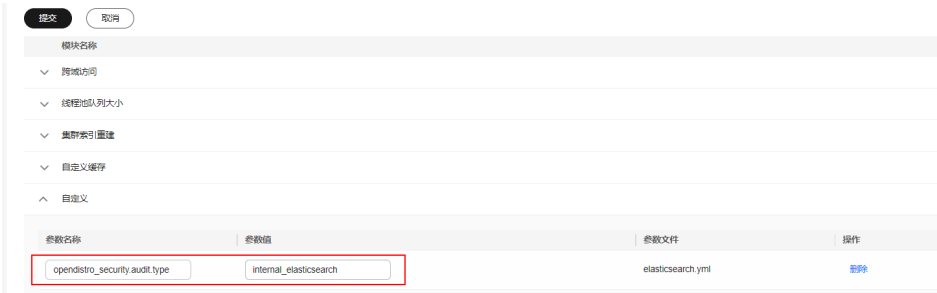 提交 取消
模块名称
跨域访问
线程池队列大小
集群索引重建
自定义缓存
自定义
参数名称 参数值 参数文件 操作
opendistro_security.audit.type internal_elasticsearch elasticsearch.yml 删除